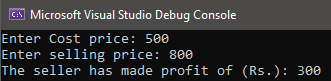 Microsoft Visual Studio Debug Console
Enter Cost price: 500
Enter selling price: 800
The seller has made profit of (Rs.): 300